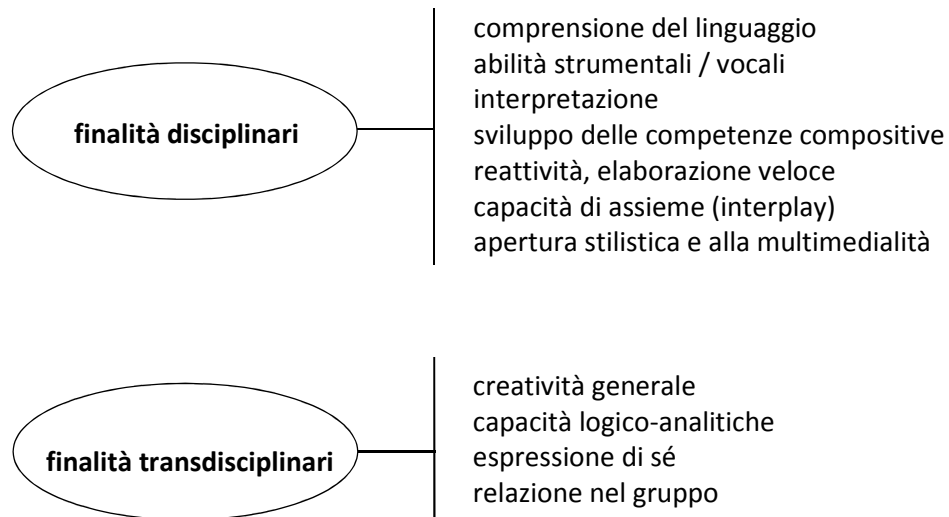 finalità disciplinari
comprensione del linguaggio
abilità strumentali / vocali
interpretazione
sviluppo delle competenze compositive
reattività, elaborazione veloce
capacità di assieme (interplay)
apertura stilistica e alla multimedialità
finalità transdisciplinari
creatività generale
capacità logico-analitiche
espressione di sé
relazione nel gruppo